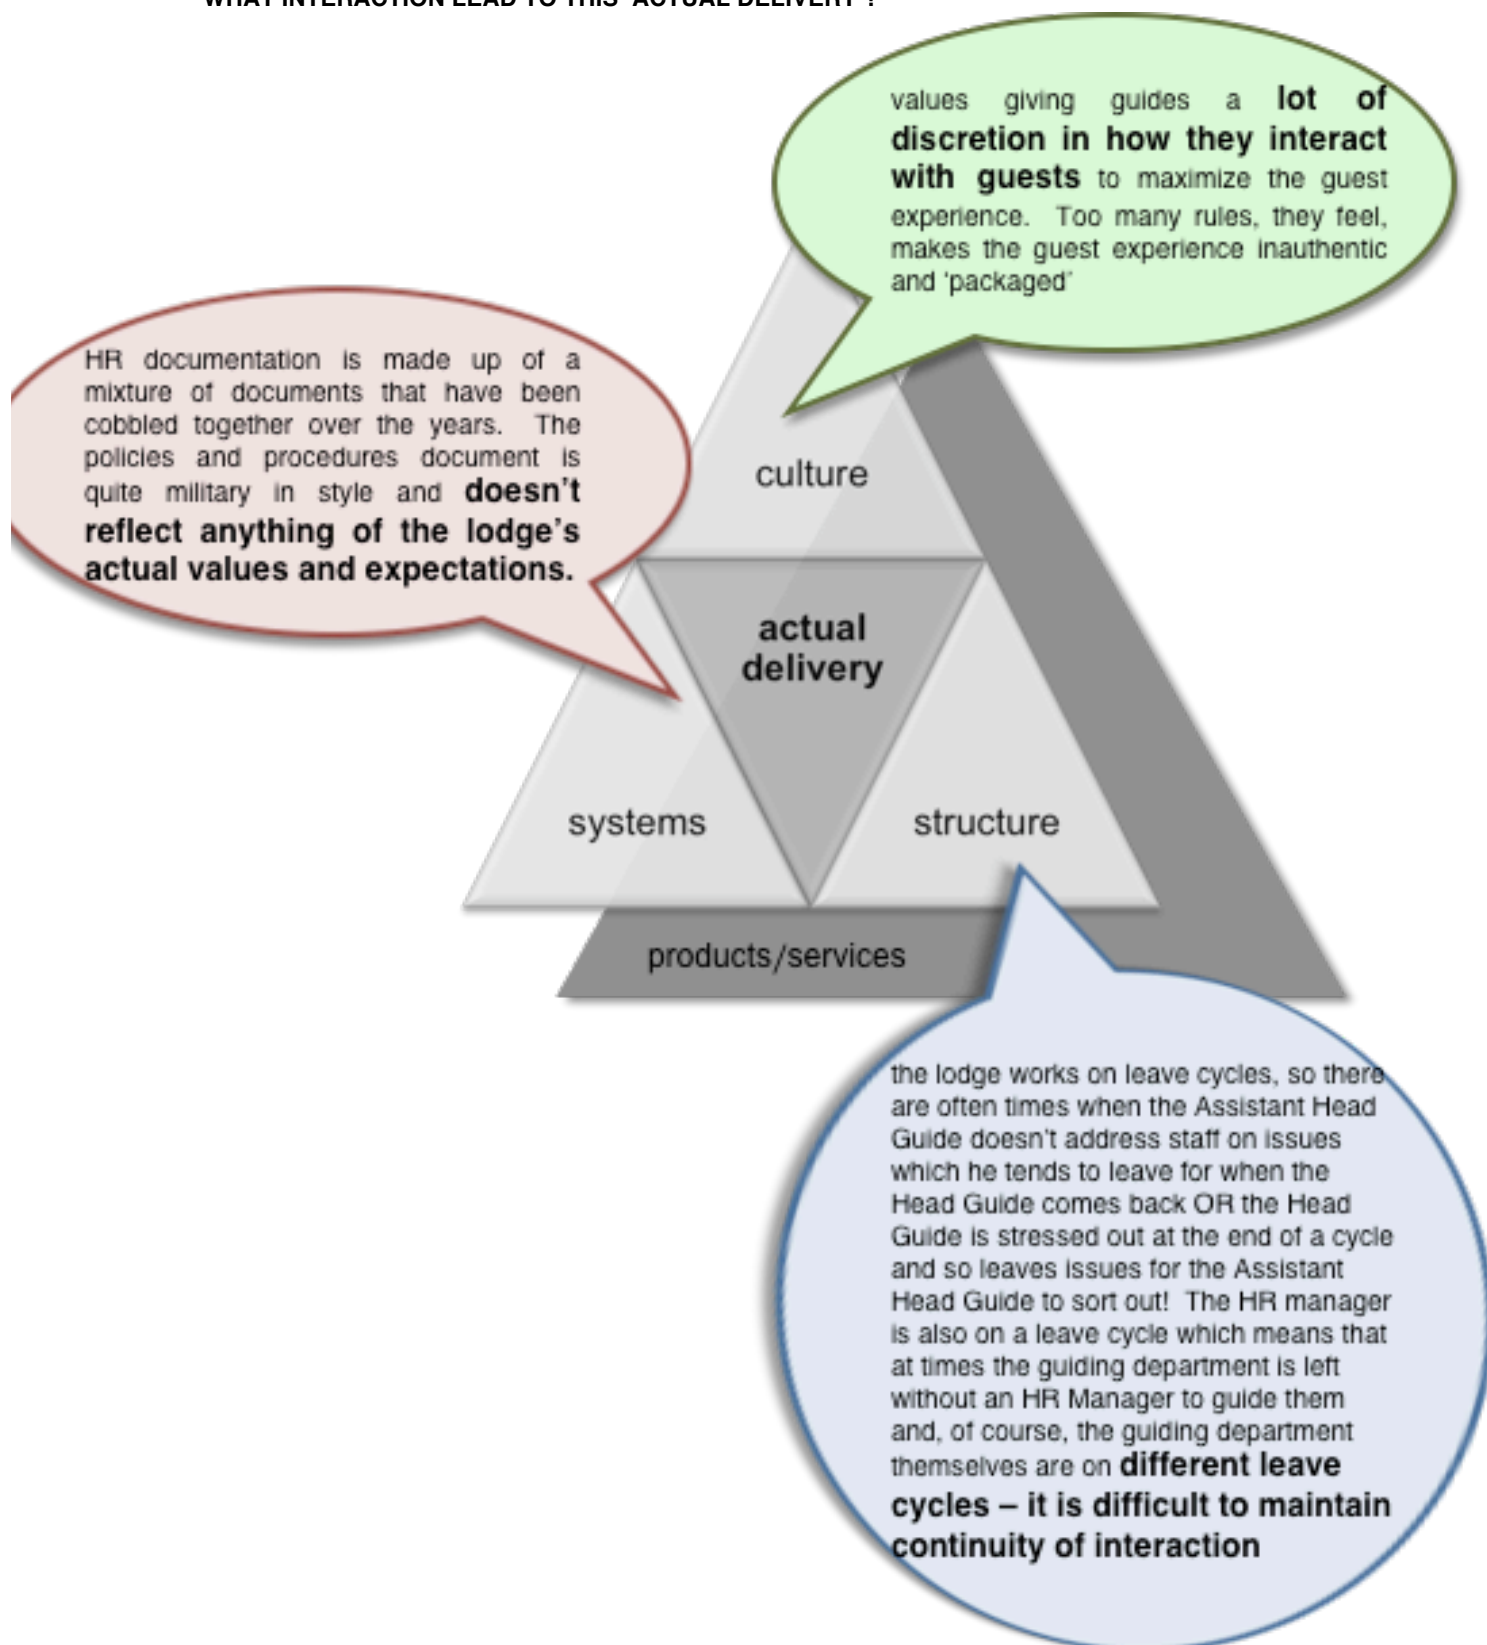 WHAT INTERACTION LEAD TO THIS 'ACTUAL DELIVERY'?
values giving guides a lot of
discretion in how they interact
with guests to maximize the guest
experience. Too many rules, they feel,
makes the guest experience inauthentic
and ‘packaged’
HR documentation is made up of a
mixture of documents that have been
cobbled together over the years. The
policies and procedures document is
quite military in style and doesn’t
reflect anything of the lodge’s
actual values and expectations.
culture
actual
delivery
systems
structure
products/services
the lodge works on leave cycles, so there
are often times when the Assistant Head
Guide doesn’t address staff on issues
which he tends to leave for when the
Head Guide comes back OR the Head
Guide is stressed out at the end of a cycle
and so leaves issues for the Assistant
Head Guide to sort out! The HR manager
is also on a leave cycle which means that
at times the guiding department is left
without an HR Manager to guide them
and, of course, the guiding department
themselves are on different leave
cycles – it is difficult to maintain
continuity of interaction